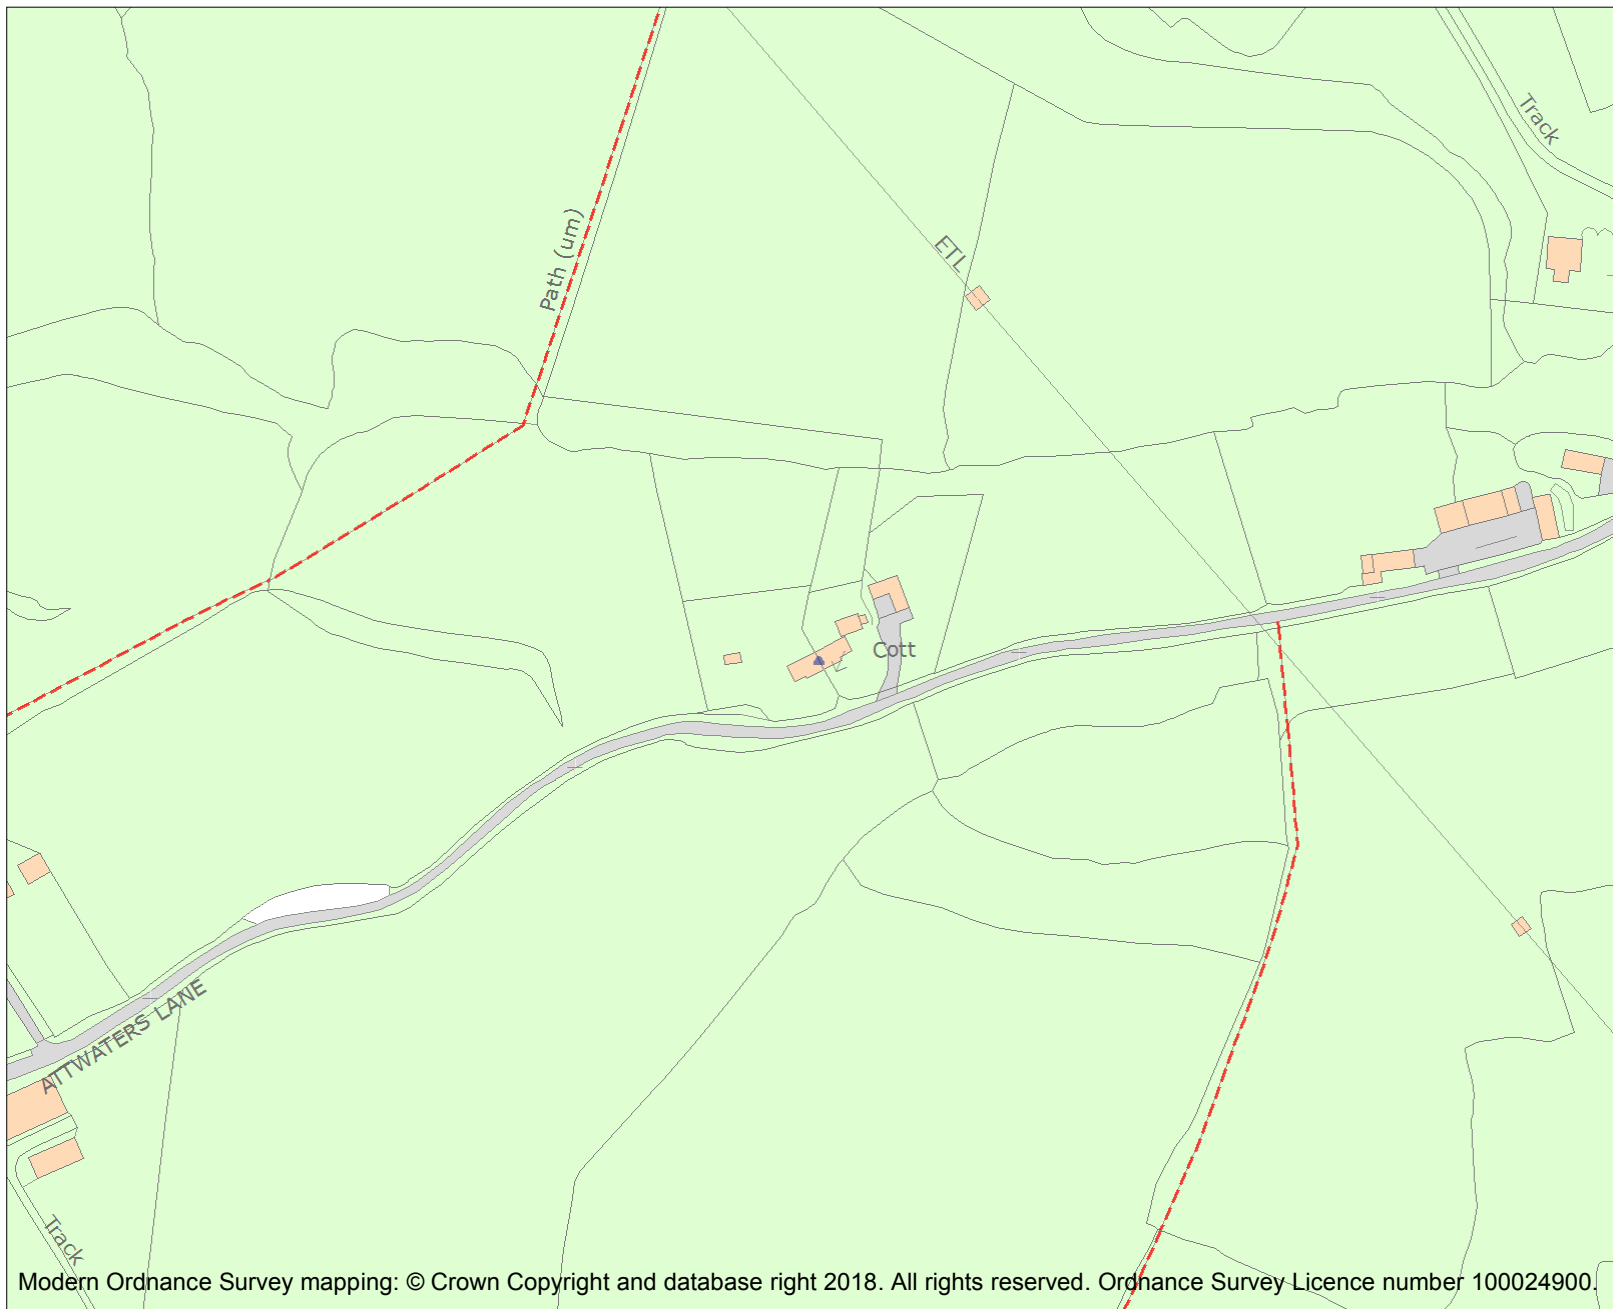 Track
Path (um)
ETL
Cott
ATTWATERS LANE
Track
Modern Ordnance Survey mapping: © Crown Copyright and database right 2018. All rights reserved. Ordnance Survey Licence number 100024900.